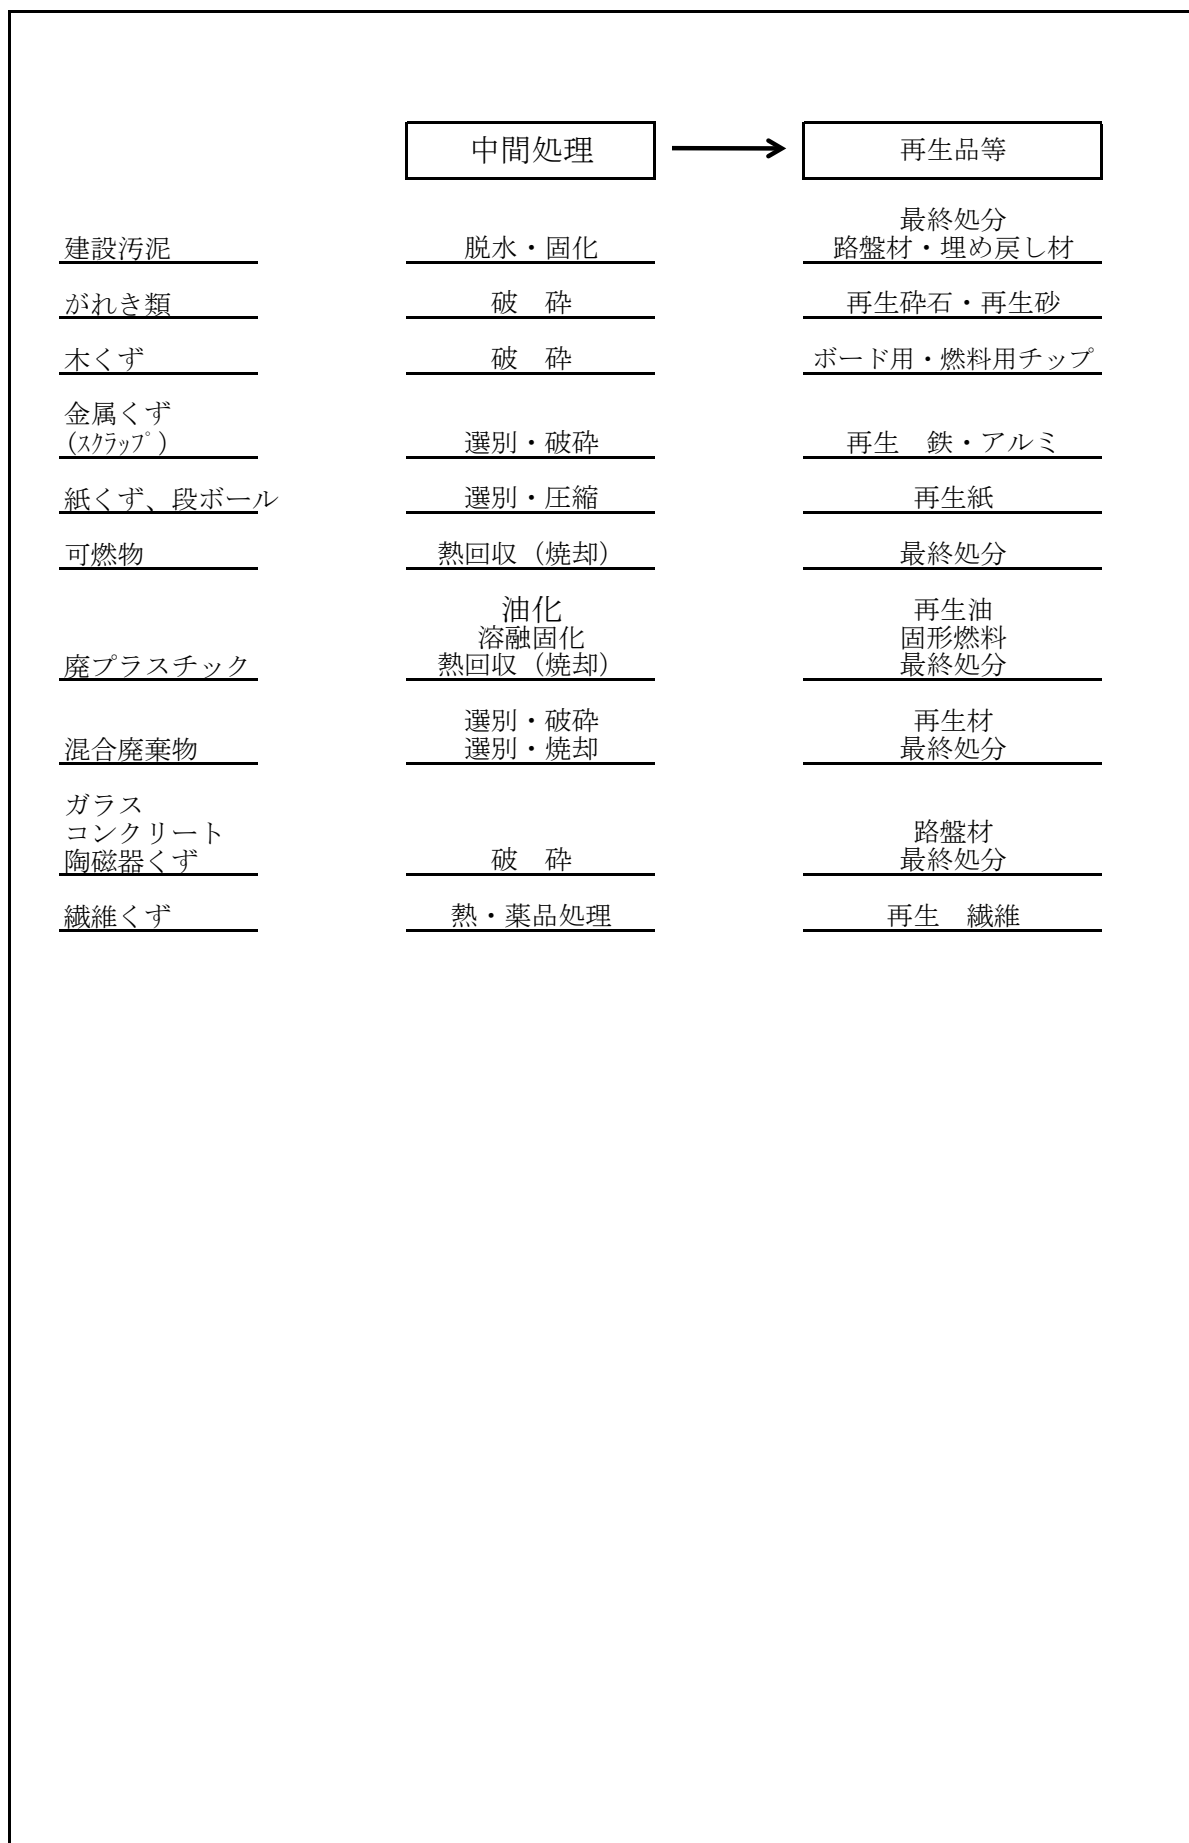 中間処理 再生品等
最終処分
建設汚泥 脱水・固化 路盤材・埋め戻し材
がれき類 破　砕 再生砕石・再生砂
木くず 破　砕 ボード用・燃料用チップ
金属くず
(ｽｸﾗｯﾌﾟ) 選別・破砕 再生　鉄・アルミ
紙くず、段ボール 選別・圧縮 再生紙
可燃物 熱回収（焼却） 最終処分
油化 再生油
溶融固化 固形燃料
廃プラスチック 熱回収（焼却） 最終処分
選別・破砕 再生材
混合廃棄物 選別・焼却 最終処分
ガラス
コンクリート 路盤材
陶磁器くず 破　砕 最終処分
繊維くず 熱・薬品処理 再生　繊維